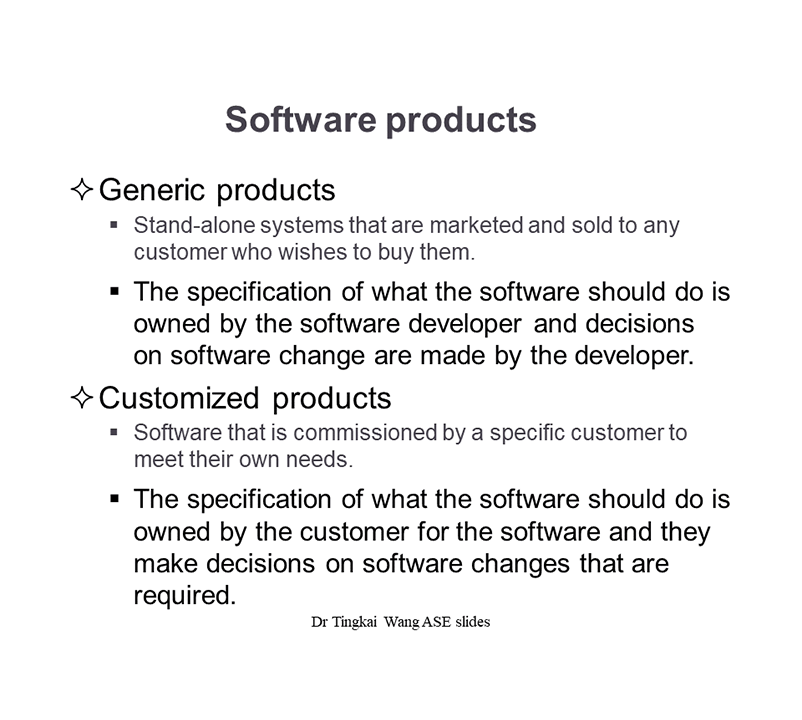 Software products
✧Generic products
▪ Stand-alone systems that are marketed and sold to any
customer who wishes to buy them.
▪ The specification of what the software should do is
owned by the software developer and decisions
on software change are made by the developer.
✧Customized products
▪ Software that is commissioned by a specific customer to
meet their own needs.
▪ The specification of what the software should do is
owned by the customer for the software and they
make decisions on software changes that are
required.
Dr Tingkai Wang ASE slides